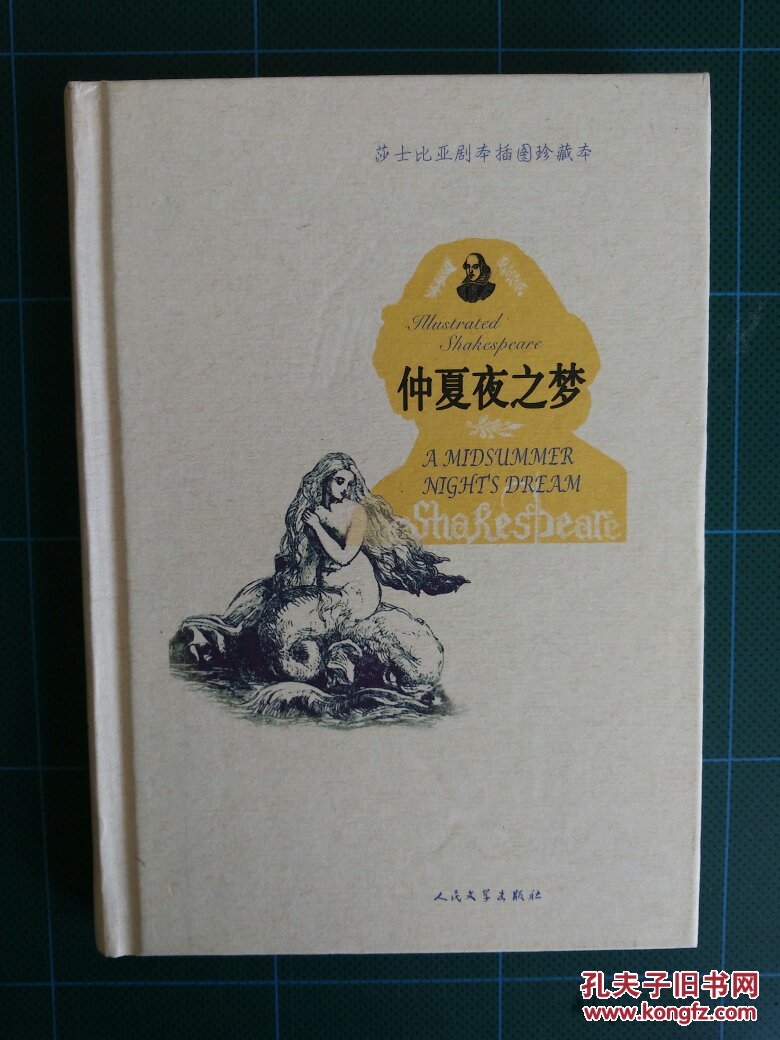 莎士比亚剧本插图珍藏本
Illustrated
Shakespeare
仲夏夜之梦
A MIDSUMMER
NIGHT'S DREAM
Shakespeare
人民文学出版社
孔夫子旧书网
www.kongfz.com